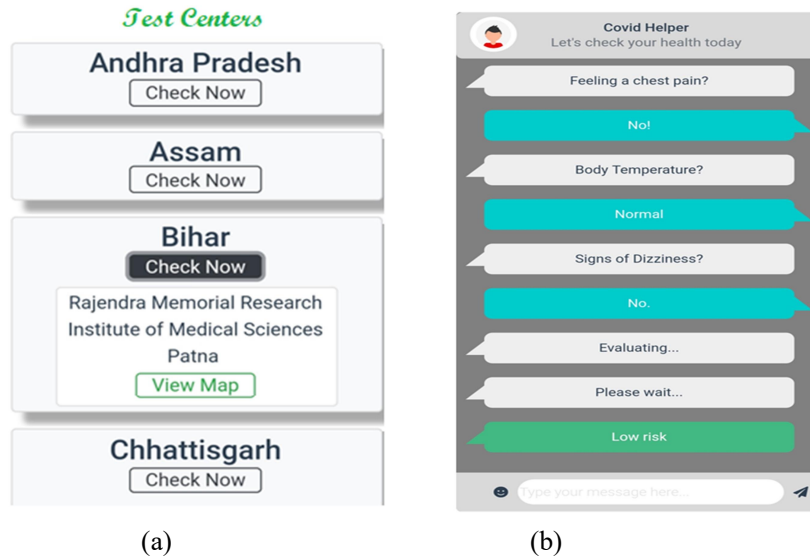 Test Centers
Andhra Pradesh
Check Now
Assam
Check Now
Bihar
Check Now
Rajendra Memorial Research
Institute of Medical Sciences
Patna
View Map
Chhattisgarh
Check Now
(a)
Covid Helper
Let's check your health today
Feeling a chest pain?
No!
Body Temperature?
Normal
Signs of Dizziness?
No.
Evaluating...
Please wait...
Low risk
Type your message here...
(b)